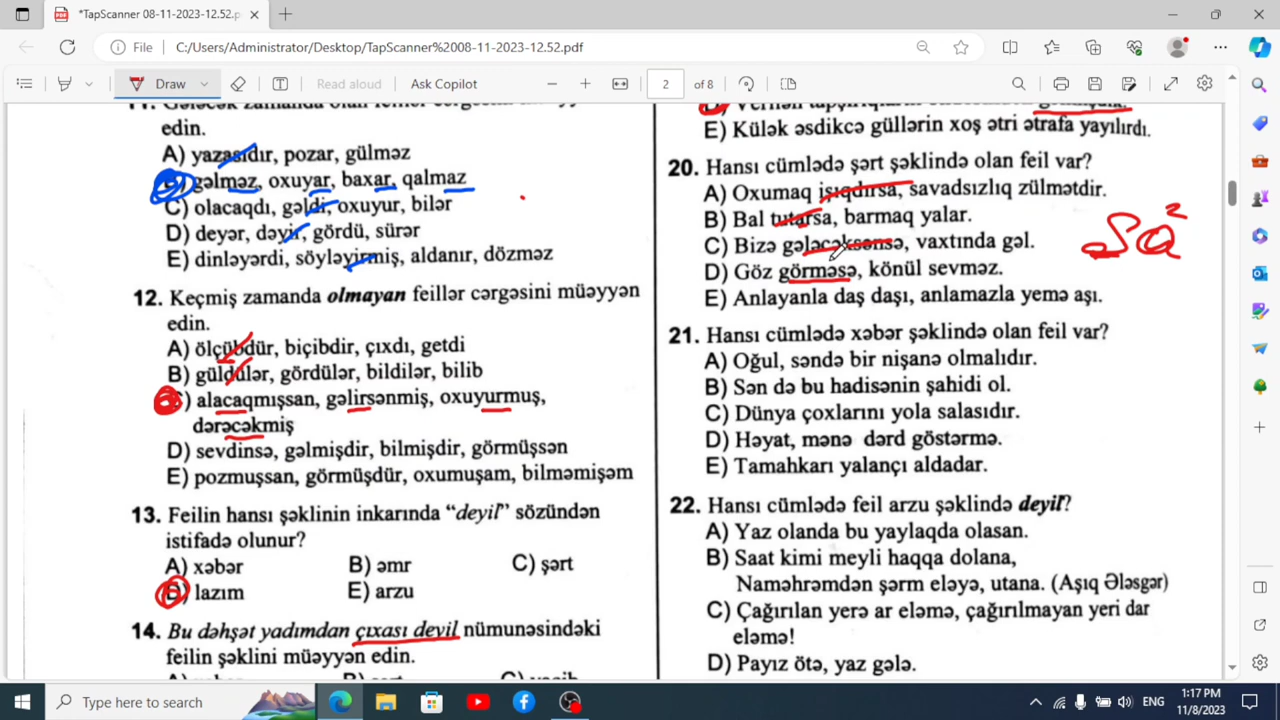 *TapScanner 08-11-2023-12.52.pdf
File
C:/Users/Administrator/Desktop/TapScanner%2008-11-2023-12.52.pdf
Draw
Read aloud
Ask Copilot
2
of 8
edin.
A) yazasıdır, pozar, gülməz
gəlməz, oxuyar, baxar, qalmaz
C) olacaqdı, gəldi, oxuyur, bilər
D) deyər, dəyir, gördü, sürər
E) dinləyərdi, söyləyirmiş, aldanır, dözməz
12. Keçmiş zamanda olmayan feillər cərgəsini müəyyən
edin.
A) ölçübdür, biçibdir, çıxdı, getdi
B) güldülər, gördülər, bildilər, bilib
) alacaqmışsan, gəlirsənmiş, oxuyurmuş,
dərəcəkmiş
D) sevdinsə, gəlmişdir, bilmişdir, görmüşsən
E) pozmuşsan, görmüşdür, oxumuşam, bilməmişəm
13. Feilin hansı şəklinin inkarında “deyil” sözündən
istifadə olunur?
A) xəbər B) əmr C) şərt
D) lazım E) arzu
14. Bu dəhşət yadımdan çıxası deyil nümunəsindəki
feilin şəklini müəyyən edin.
E) Külək əsdikcə güllərin xoş ətri ətrafa yayılırdı.
20. Hansı cümlədə şərt şəklində olan feil var?
A) Oxumaq işıqdırsa, savadsızlıq zülmətdir.
B) Bal tutarsa, barmaq yalar.
C) Bizə gələcəksənsə, vaxtında gəl.
D) Göz görməsə, könül sevməz.
E) Anlayanla daş daşı, anlamazla yemə aşı.
sa²
21. Hansı cümlədə xəbər şəklində olan feil var?
A) Oğul, səndə bir nişanə olmalıdır.
B) Sən də bu hadisənin şahidi ol.
C) Dünya çoxlarını yola salasıdır.
D) Həyat, mənə dərd göstərmə.
E) Tamahkarı yalançı aldadar.
22. Hansı cümlədə feil arzu şəklində deyil?
A) Yaz olanda bu yaylaqda olasan.
B) Saat kimi meyli haqqa dolana,
Naməhrəmdən şərm eləyə, utana. (Aşıq Ələsgər)
C) Çağırılan yerə ar eləmə, çağırılmayan yeri dar
eləmə!
D) Payız ötə, yaz gələ.
Type here to search
ENG
1:17 PM
11/8/2023